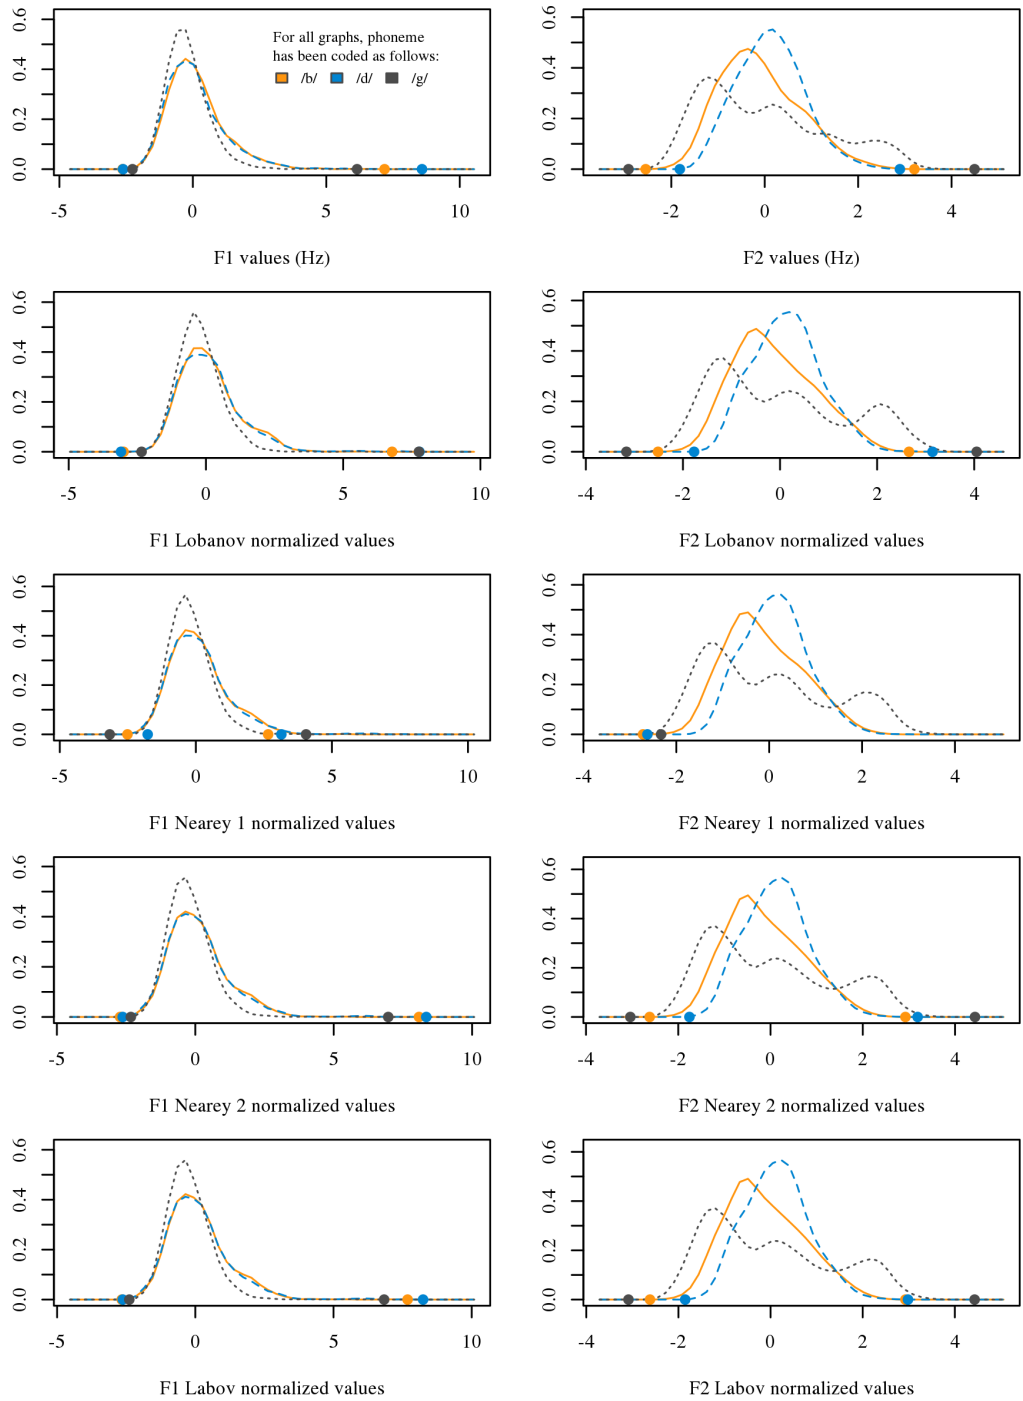 For all graphs, phoneme
has been coded as follows:
/b/ /d/ /g/
0.0 0.2 0.4 0.6
-5 0 5 10
F1 values (Hz)
0.0 0.2 0.4 0.6
-2 0 2 4
F2 values (Hz)
0.0 0.2 0.4 0.6
-5 0 5 10
F1 Lobanov normalized values
0.0 0.2 0.4 0.6
-4 -2 0 2 4
F2 Lobanov normalized values
0.0 0.2 0.4 0.6
-5 0 5 10
F1 Nearey 1 normalized values
0.0 0.2 0.4 0.6
-4 -2 0 2 4
F2 Nearey 1 normalized values
0.0 0.2 0.4 0.6
-5 0 5 10
F1 Nearey 2 normalized values
0.0 0.2 0.4 0.6
-4 -2 0 2 4
F2 Nearey 2 normalized values
0.0 0.2 0.4 0.6
-5 0 5 10
F1 Labov normalized values
0.0 0.2 0.4 0.6
-4 -2 0 2 4
F2 Labov normalized values